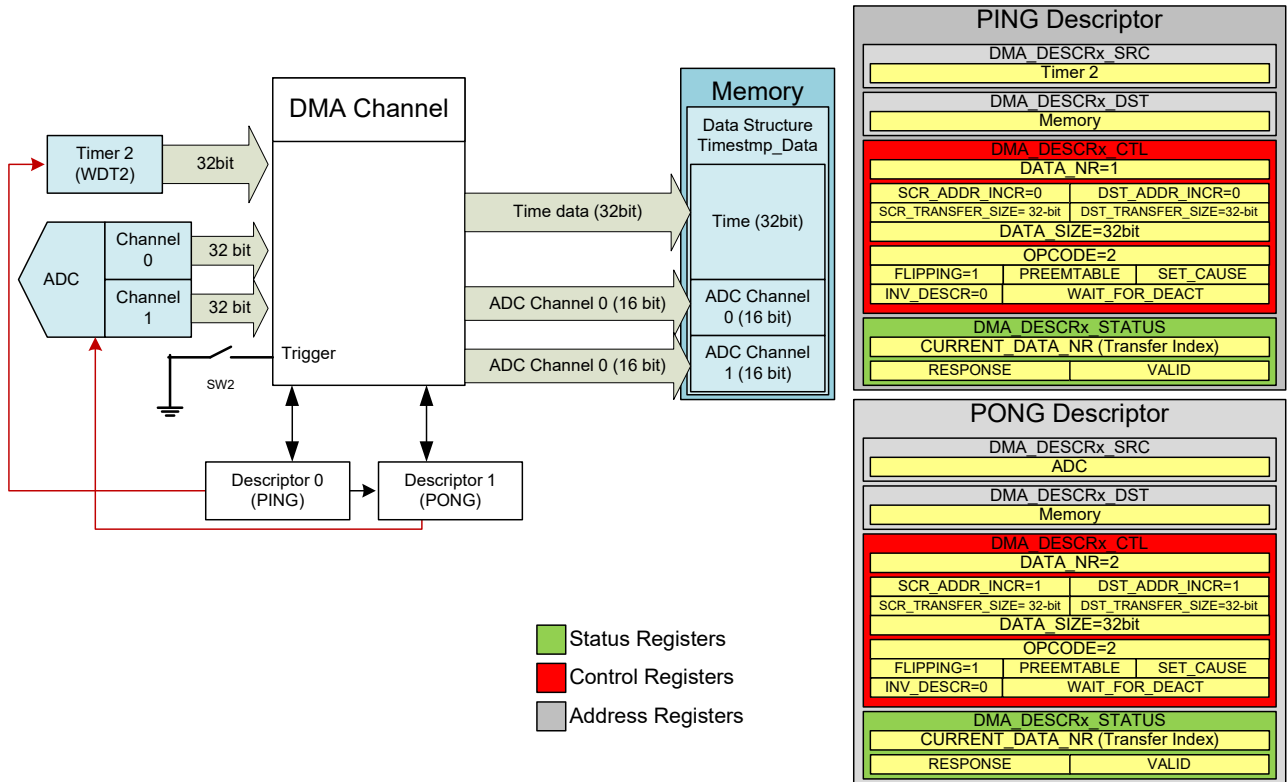 DMA Channel
Timer 2
(WDT2)
32bit
ADC
Channel
0
Channel
1
32 bit
32 bit
Trigger
SW2
Time data (32bit)
ADC Channel 0 (16 bit)
ADC Channel 0 (16 bit)
Memory
Data Structure
Timestmp_Data
Time (32bit)
ADC Channel
0 (16 bit)
ADC Channel
1 (16 bit)
Descriptor 0
(PING)
Descriptor 1
(PONG)
Status Registers
Control Registers
Address Registers
PING Descriptor
DMA_DESCRx_SRC
Timer 2
DMA_DESCRx_DST
Memory
DMA_DESCRx_CTL
DATA_NR=1
SCR_ADDR_INCR=0 DST_ADDR_INCR=0
SCR_TRANSFER_SIZE= 32-bit DST_TRANSFER_SIZE=32-bit
DATA_SIZE=32bit
OPCODE=2
FLIPPING=1 PREEMTABLE SET_CAUSE
INV_DESCR=0 WAIT_FOR_DEACT
DMA_DESCRx_STATUS
CURRENT_DATA_NR (Transfer Index)
RESPONSE VALID
PONG Descriptor
DMA_DESCRx_SRC
ADC
DMA_DESCRx_DST
Memory
DMA_DESCRx_CTL
DATA_NR=2
SCR_ADDR_INCR=1 DST_ADDR_INCR=1
SCR_TRANSFER_SIZE= 32-bit DST_TRANSFER_SIZE=32-bit
DATA_SIZE=32bit
OPCODE=2
FLIPPING=1 PREEMTABLE SET_CAUSE
INV_DESCR=0 WAIT_FOR_DEACT
DMA_DESCRx_STATUS
CURRENT_DATA_NR (Transfer Index)
RESPONSE VALID